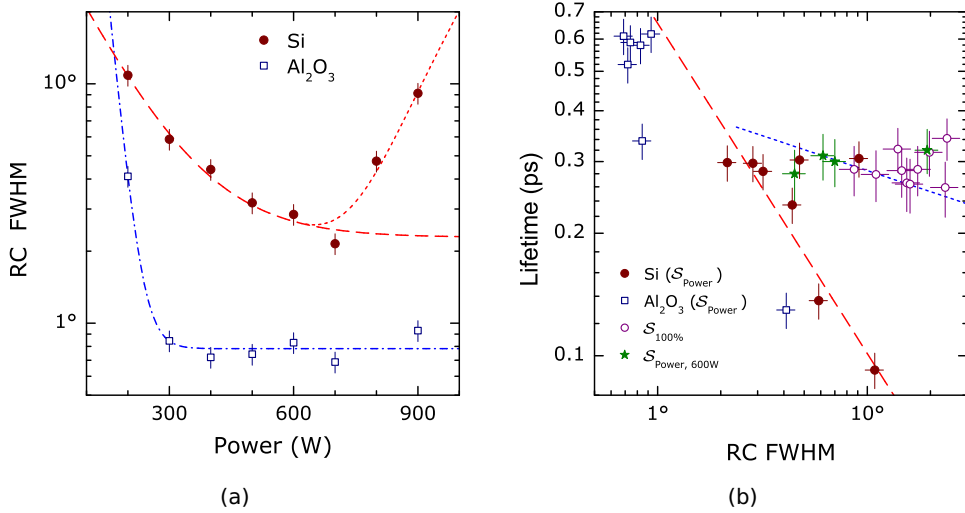 Si
Al₂O₃
10°
1°
RC FWHM
300 600 900
Power (W)
(a)
0.7
0.6
0.5
0.4
0.3
0.2
0.1
Lifetime (ps)
Si (𝒮Power)
Al₂O₃ (𝒮Power)
𝒮100%
𝒮Power, 600W
1° 10°
RC FWHM
(b)